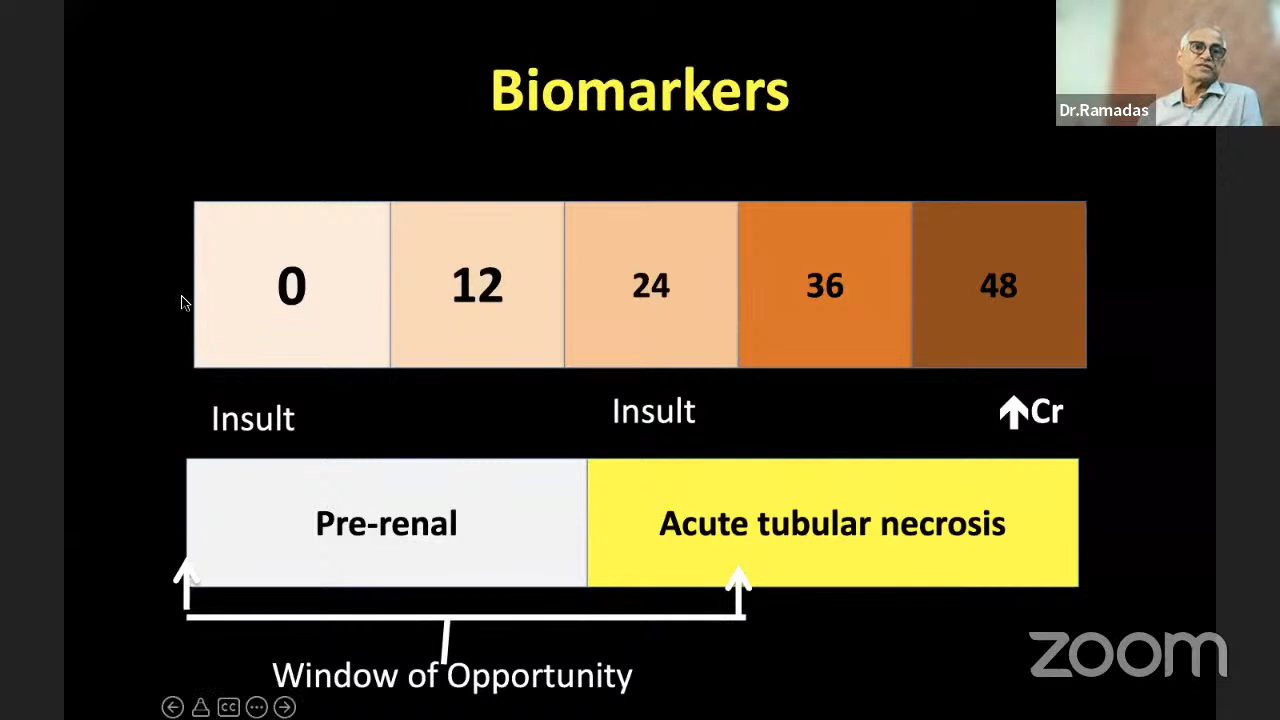 Biomarkers
Dr.Ramadas
0 12 24 36 48
Insult Insult Cr
Pre-renal Acute tubular necrosis
Window of Opportunity
zoom
CC